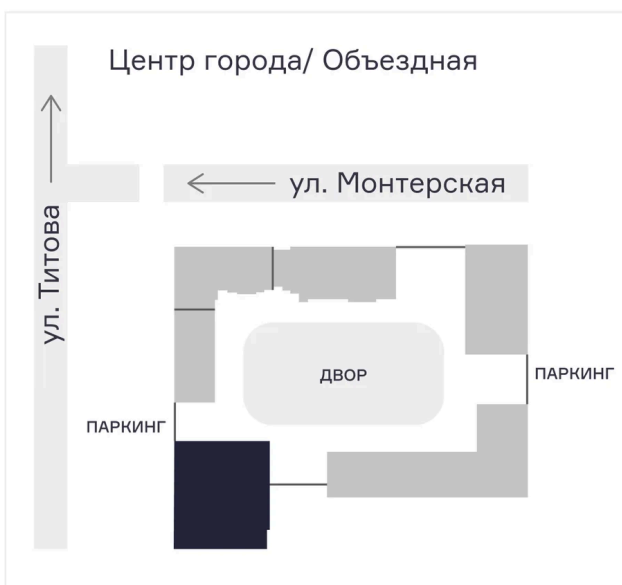 Центр города/ Объездная
ул. Монтерская
ул. Титова
ДВОР
ПАРКИНГ
ПАРКИНГ